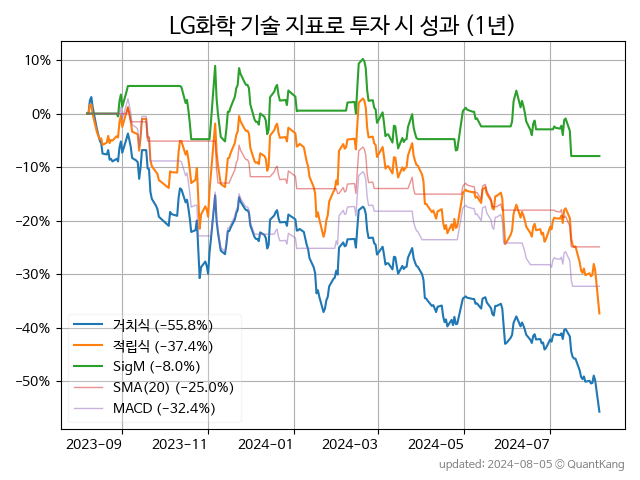 LG화학 기술 지표로 투자 시 성과 (1년)
10%
0%
−10%
−20%
−30%
−40%
−50%
거치식 (−55.8%)
적립식 (−37.4%)
SigM (−8.0%)
SMA(20) (−25.0%)
MACD (−32.4%)
2023-09
2023-11
2024-01
2024-03
2024-05
2024-07
updated: 2024-08-05 © QuantKang